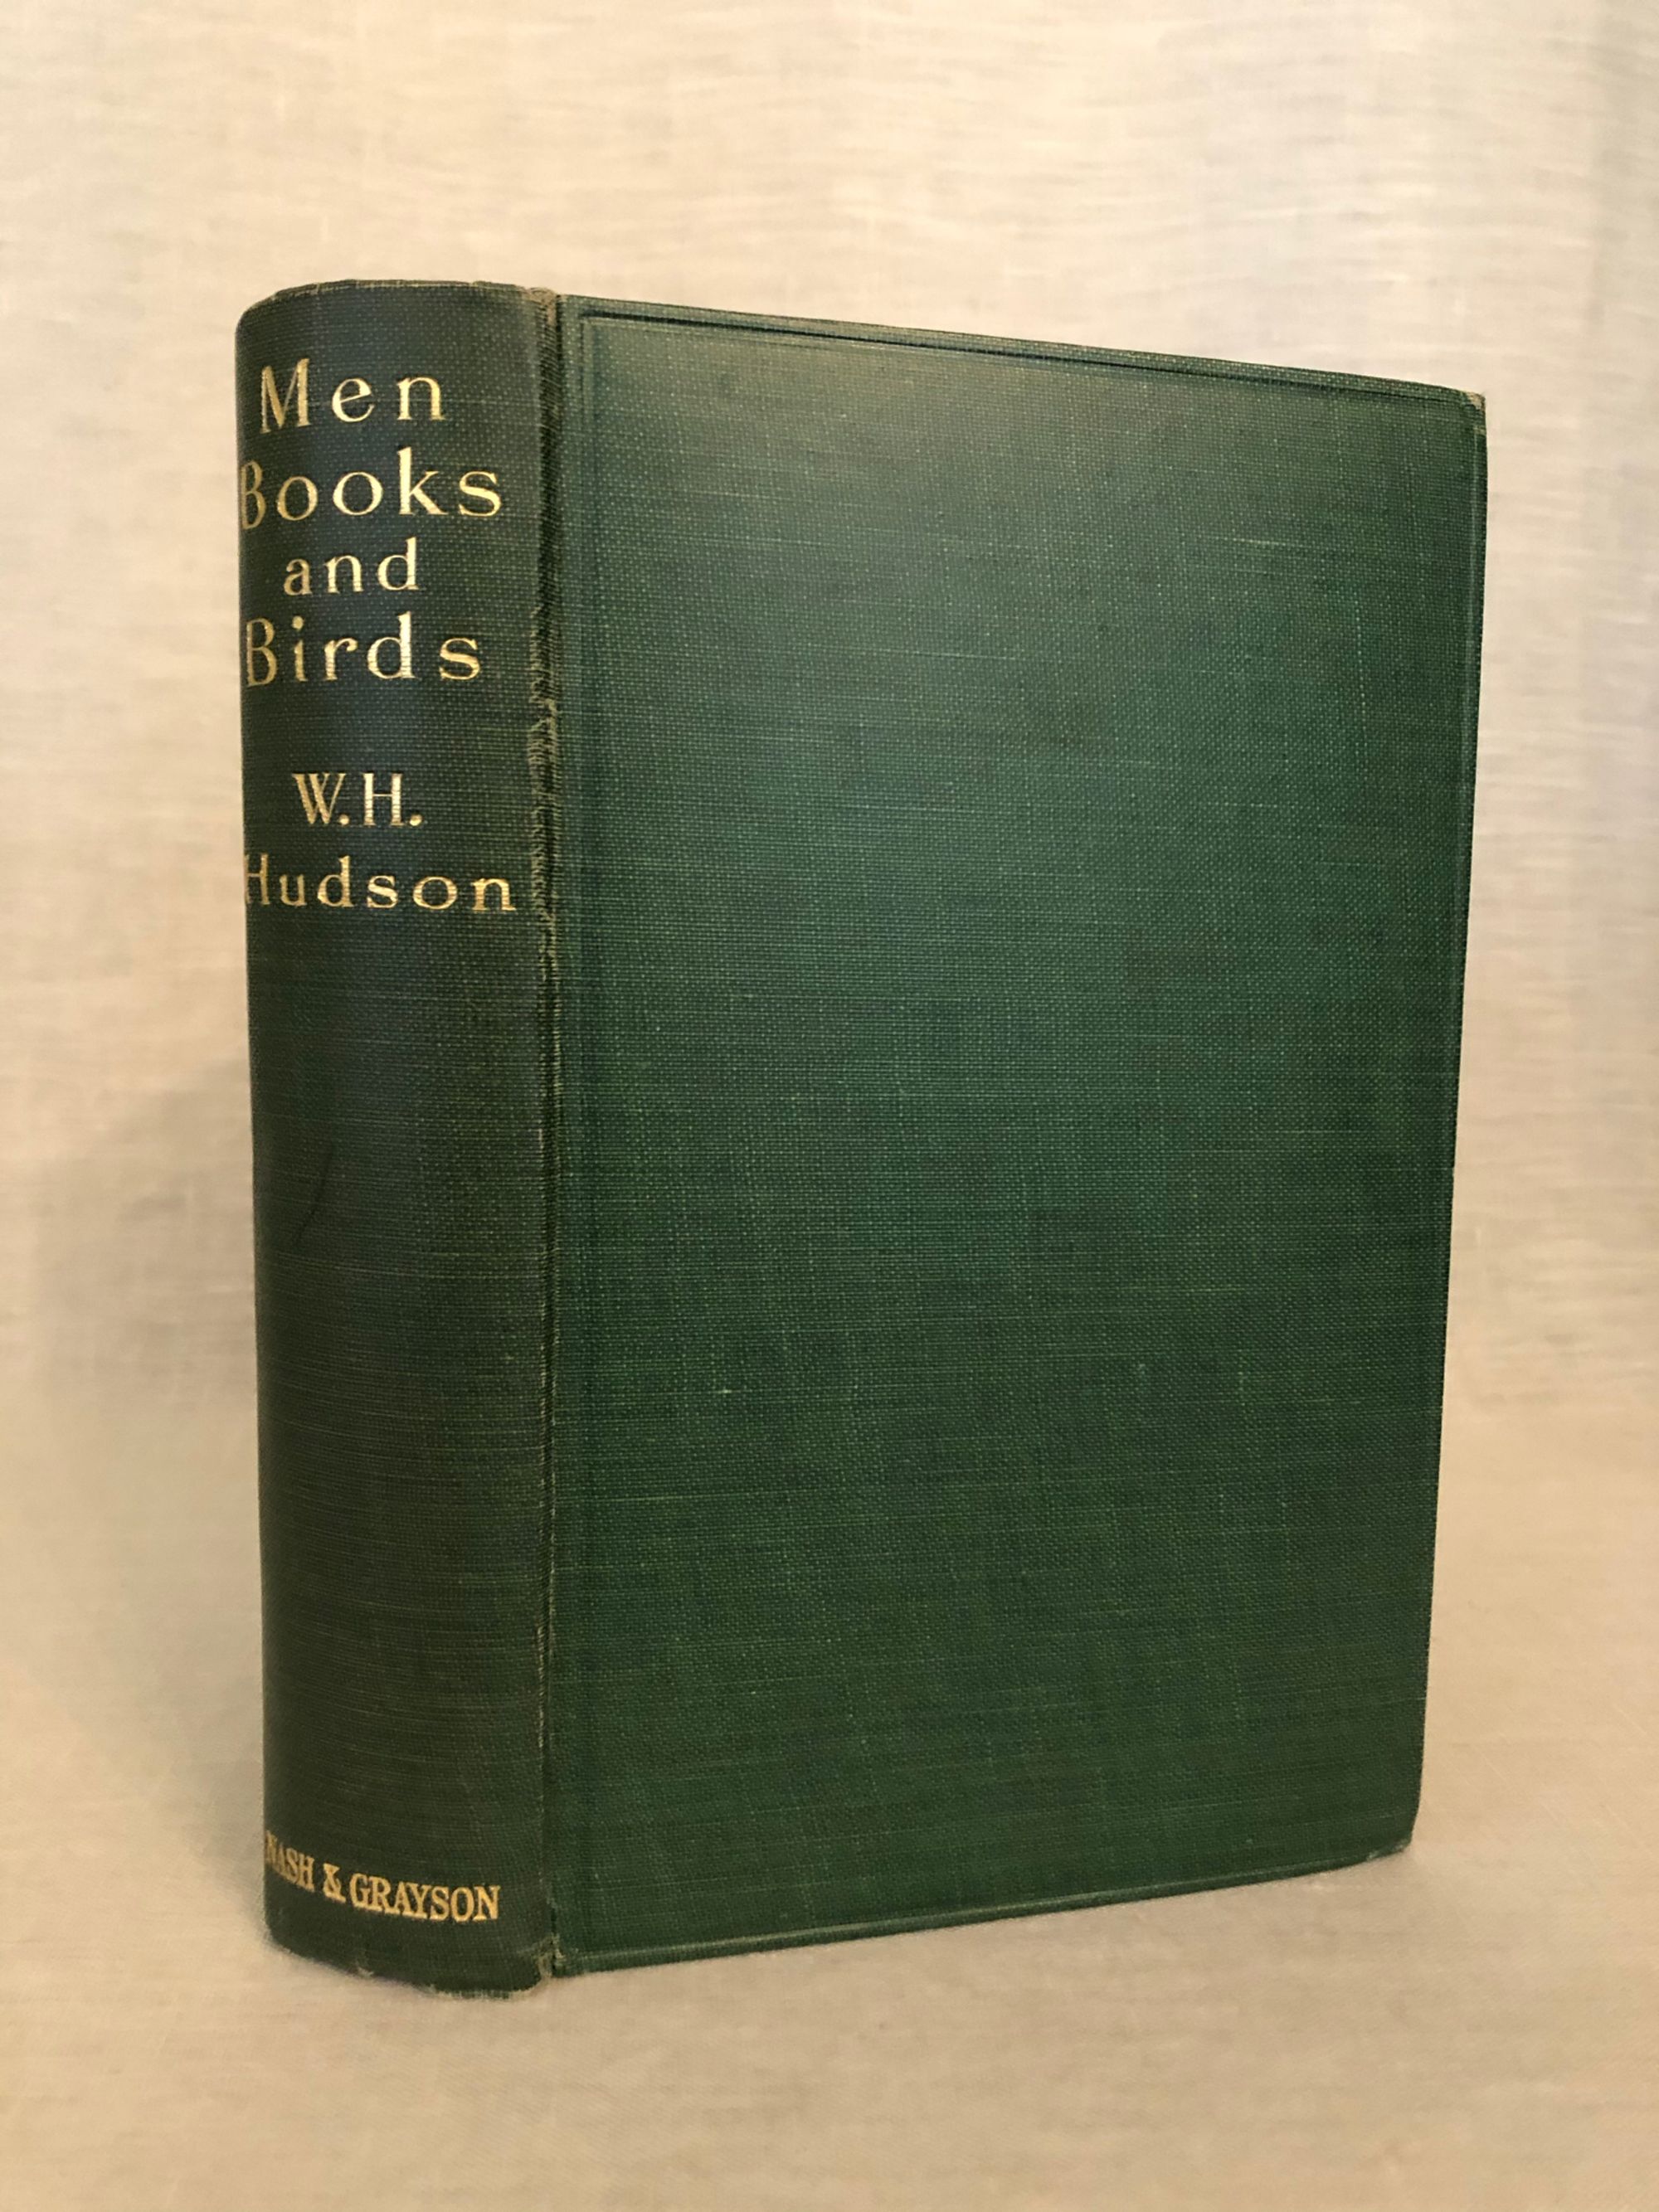 Men
Books
and
Birds
W.H.
Hudson
NASH & GRAYSON